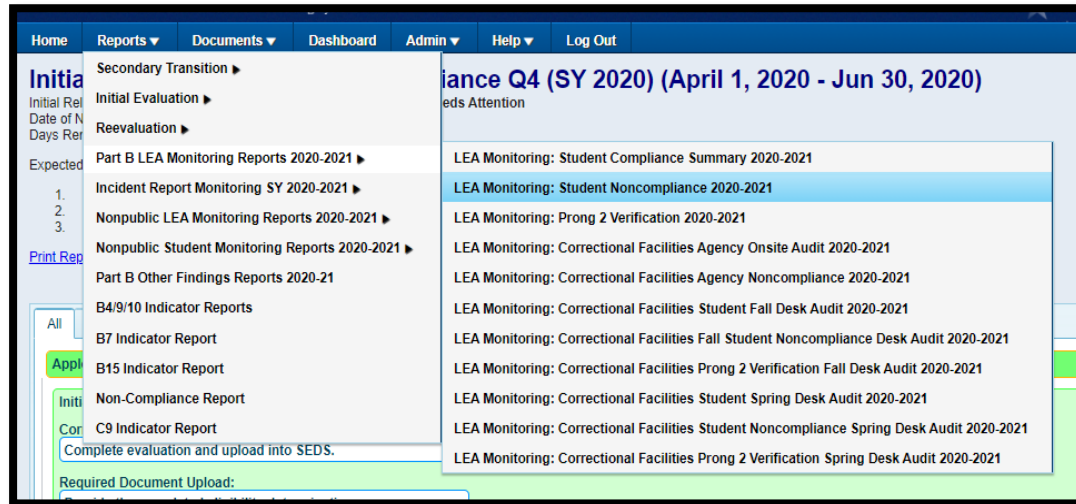 Home Reports ▼ Documents ▼ Dashboard Admin ▼ Help ▼ Log Out
Initia
iance Q4 (SY 2020) (April 1, 2020 - Jun 30, 2020)
Initial Rel
eds Attention
Date of N
Days Rer
Expected
1.
2.
3.
Print Rep
All
Appl
Initi
Cor
Secondary Transition ▶
Initial Evaluation ▶
Reevaluation ▶
Part B LEA Monitoring Reports 2020-2021 ▶
Incident Report Monitoring SY 2020-2021 ▶
Nonpublic LEA Monitoring Reports 2020-2021 ▶
Nonpublic Student Monitoring Reports 2020-2021 ▶
Part B Other Findings Reports 2020-21
B4/9/10 Indicator Reports
B7 Indicator Report
B15 Indicator Report
Non-Compliance Report
C9 Indicator Report
LEA Monitoring: Student Compliance Summary 2020-2021
LEA Monitoring: Student Noncompliance 2020-2021
LEA Monitoring: Prong 2 Verification 2020-2021
LEA Monitoring: Correctional Facilities Agency Onsite Audit 2020-2021
LEA Monitoring: Correctional Facilities Agency Noncompliance 2020-2021
LEA Monitoring: Correctional Facilities Student Fall Desk Audit 2020-2021
LEA Monitoring: Correctional Facilities Fall Student Noncompliance Desk Audit 2020-2021
LEA Monitoring: Correctional Facilities Prong 2 Verification Fall Desk Audit 2020-2021
LEA Monitoring: Correctional Facilities Student Spring Desk Audit 2020-2021
LEA Monitoring: Correctional Facilities Student Noncompliance Spring Desk Audit 2020-2021
LEA Monitoring: Correctional Facilities Prong 2 Verification Spring Desk Audit 2020-2021
Complete evaluation and upload into SEDS.
Required Document Upload: